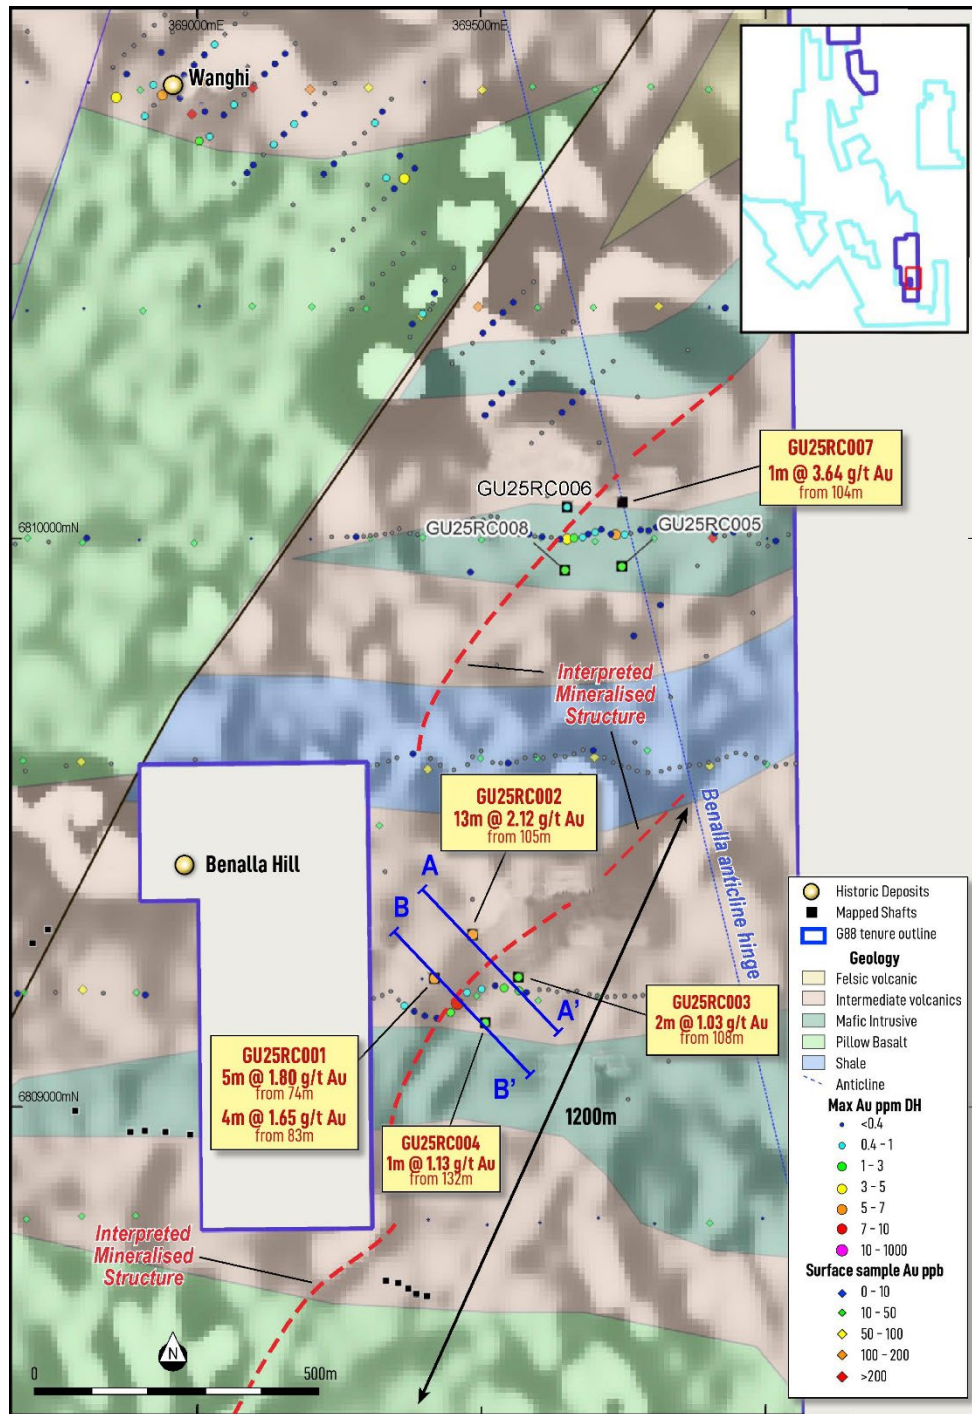 369000mE
369500mE
Wanghi
GU25RC007
1m @ 3.64 g/t Au
from 104m
GU25RC006
GU25RC008
GU25RC005
6810000mN
Interpreted
Mineralised
Structure
GU25RC002
13m @ 2.12 g/t Au
from 105m
Benalla anticline hinge
Benalla Hill
A
B
A'
B'
GU25RC003
2m @ 1.03 g/t Au
from 108m
GU25RC001
5m @ 1.80 g/t Au
from 74m
4m @ 1.65 g/t Au
from 83m
6809000mN
GU25RC004
1m @ 1.13 g/t Au
from 132m
1200m
Interpreted
Mineralised
Structure
N
0
500m
Historic Deposits
Mapped Shafts
G88 tenure outline
Geology
Felsic volcanic
Intermediate volcanics
Mafic Intrusive
Pillow Basalt
Shale
Anticline
Max Au ppm DH
<0.4
0.4 - 1
1 - 3
3 - 5
5 - 7
7 - 10
10 - 1000
Surface sample Au ppb
0 - 10
10 - 50
50 - 100
100 - 200
>200